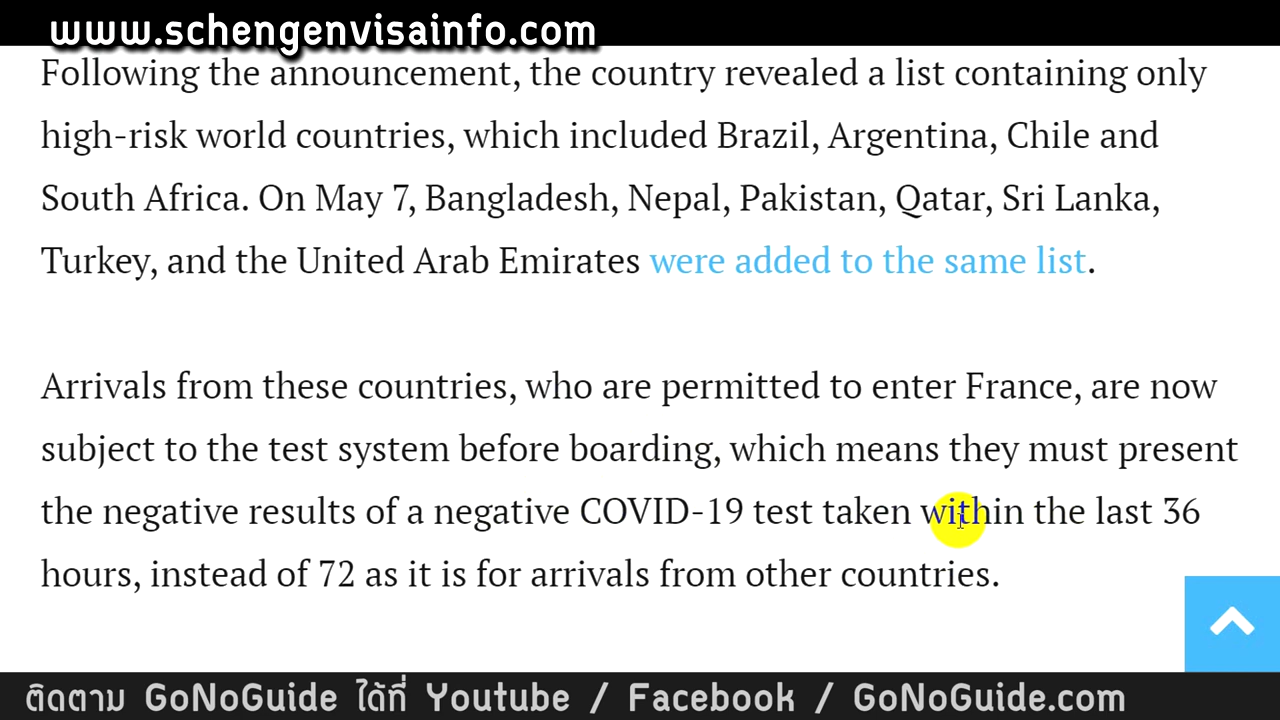 www.schengenvisainfo.com
Following the announcement, the country revealed a list containing only
high-risk world countries, which included Brazil, Argentina, Chile and
South Africa. On May 7, Bangladesh, Nepal, Pakistan, Qatar, Sri Lanka,
Turkey, and the United Arab Emirates were added to the same list.
Arrivals from these countries, who are permitted to enter France, are now
subject to the test system before boarding, which means they must present
the negative results of a negative COVID-19 test taken within the last 36
hours, instead of 72 as it is for arrivals from other countries.
ติดตาม GoNoGuide ได้ที่ Youtube / Facebook / GoNoGuide.com